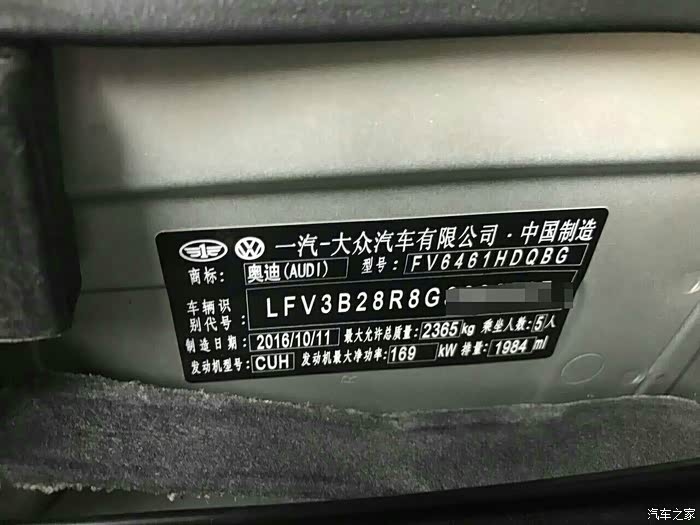 一汽-大众汽车有限公司·中国制造
商标: 奥迪(AUDI) 型号: FV6461HDQBG
车辆识
别代号: LFV3B28R8G
制造日期: 2016/10/11 最大允许总质量: 2365 kg 乘坐人数: 5 人
发动机型号: CUH 发动机最大净功率: 169 kW 排量: 1984 ml
汽车之家